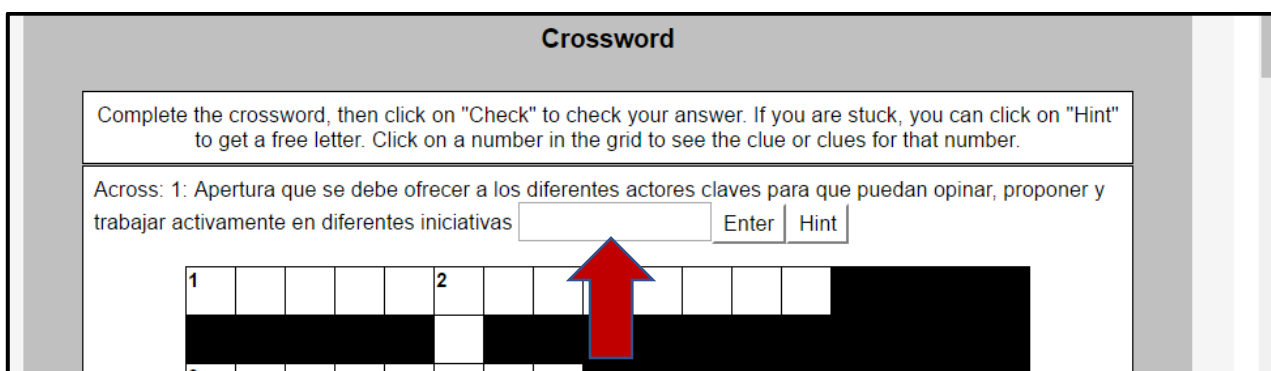 Crossword
Complete the crossword, then click on "Check" to check your answer. If you are stuck, you can click on "Hint"
to get a free letter. Click on a number in the grid to see the clue or clues for that number.
Across: 1: Apertura que se debe ofrecer a los diferentes actores claves para que puedan opinar, proponer y
trabajar activamente en diferentes iniciativas Enter Hint
1 2